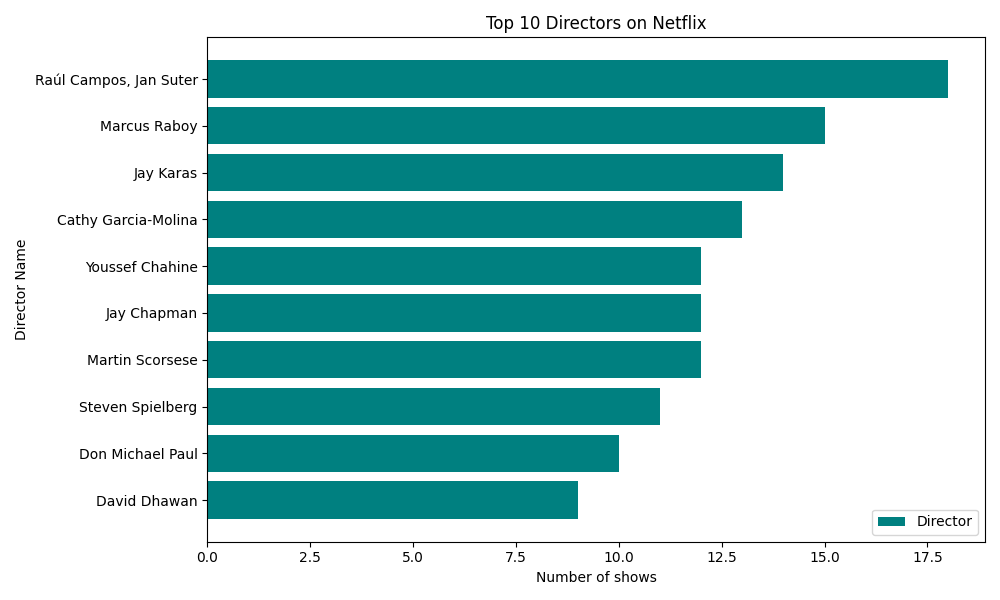 Top 10 Directors on Netflix
Director Name
Raúl Campos, Jan Suter
Marcus Raboy
Jay Karas
Cathy Garcia-Molina
Youssef Chahine
Jay Chapman
Martin Scorsese
Steven Spielberg
Don Michael Paul
David Dhawan
Director
0.0 2.5 5.0 7.5 10.0 12.5 15.0 17.5
Number of shows